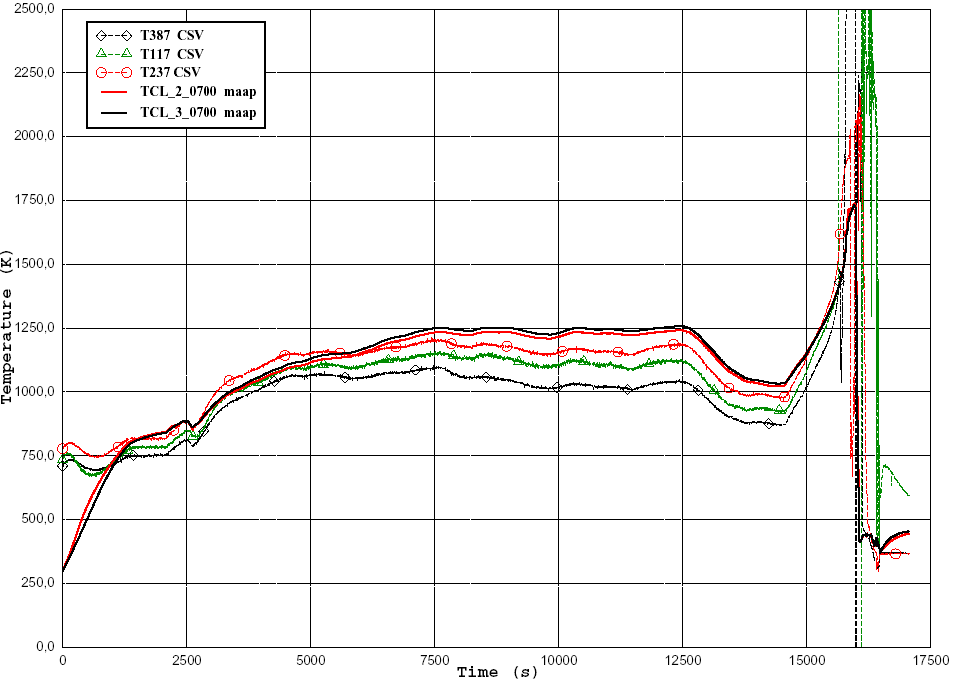 2500,0
2250,0
2000,0
1750,0
1500,0
1250,0
1000,0
750,0
500,0
250,0
0,0
Temperature (K)
T387 CSV
T117 CSV
T237 CSV
TCL_2_0700 maap
TCL_3_0700 maap
0 2500 5000 7500 10000 12500 15000 17500
Time (s)